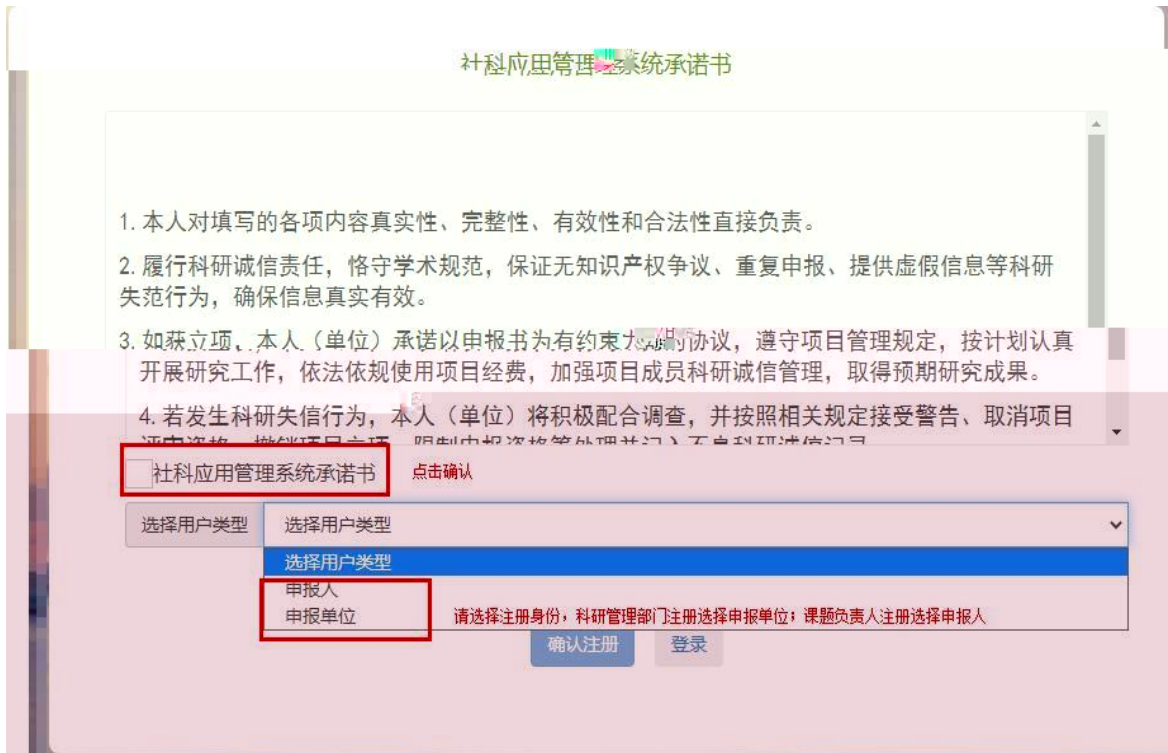 社科应用管理系统承诺书
1. 本人对填写的各项内容真实性、完整性、有效性和合法性直接负责。
2. 履行科研诚信责任，恪守学术规范，保证无知识产权争议、重复申报、提供虚假信息等科研
失范行为，确保信息真实有效。
3. 如获立项、本人（单位）承诺以申报书为有约束力的协议，遵守项目管理规定，按计划认真
开展研究工作，依法依规使用项目经费，加强项目成员科研诚信管理，取得预期研究成果。
4. 若发生科研失信行为，本人（单位）将积极配合调查，并按照相关规定接受警告、取消项目
社科应用管理系统承诺书 点击确认
选择用户类型 选择用户类型
选择用户类型
申报人
申报单位 请选择注册身份，科研管理部门注册选择申报单位；课题负责人注册选择申报人
确认注册 登录